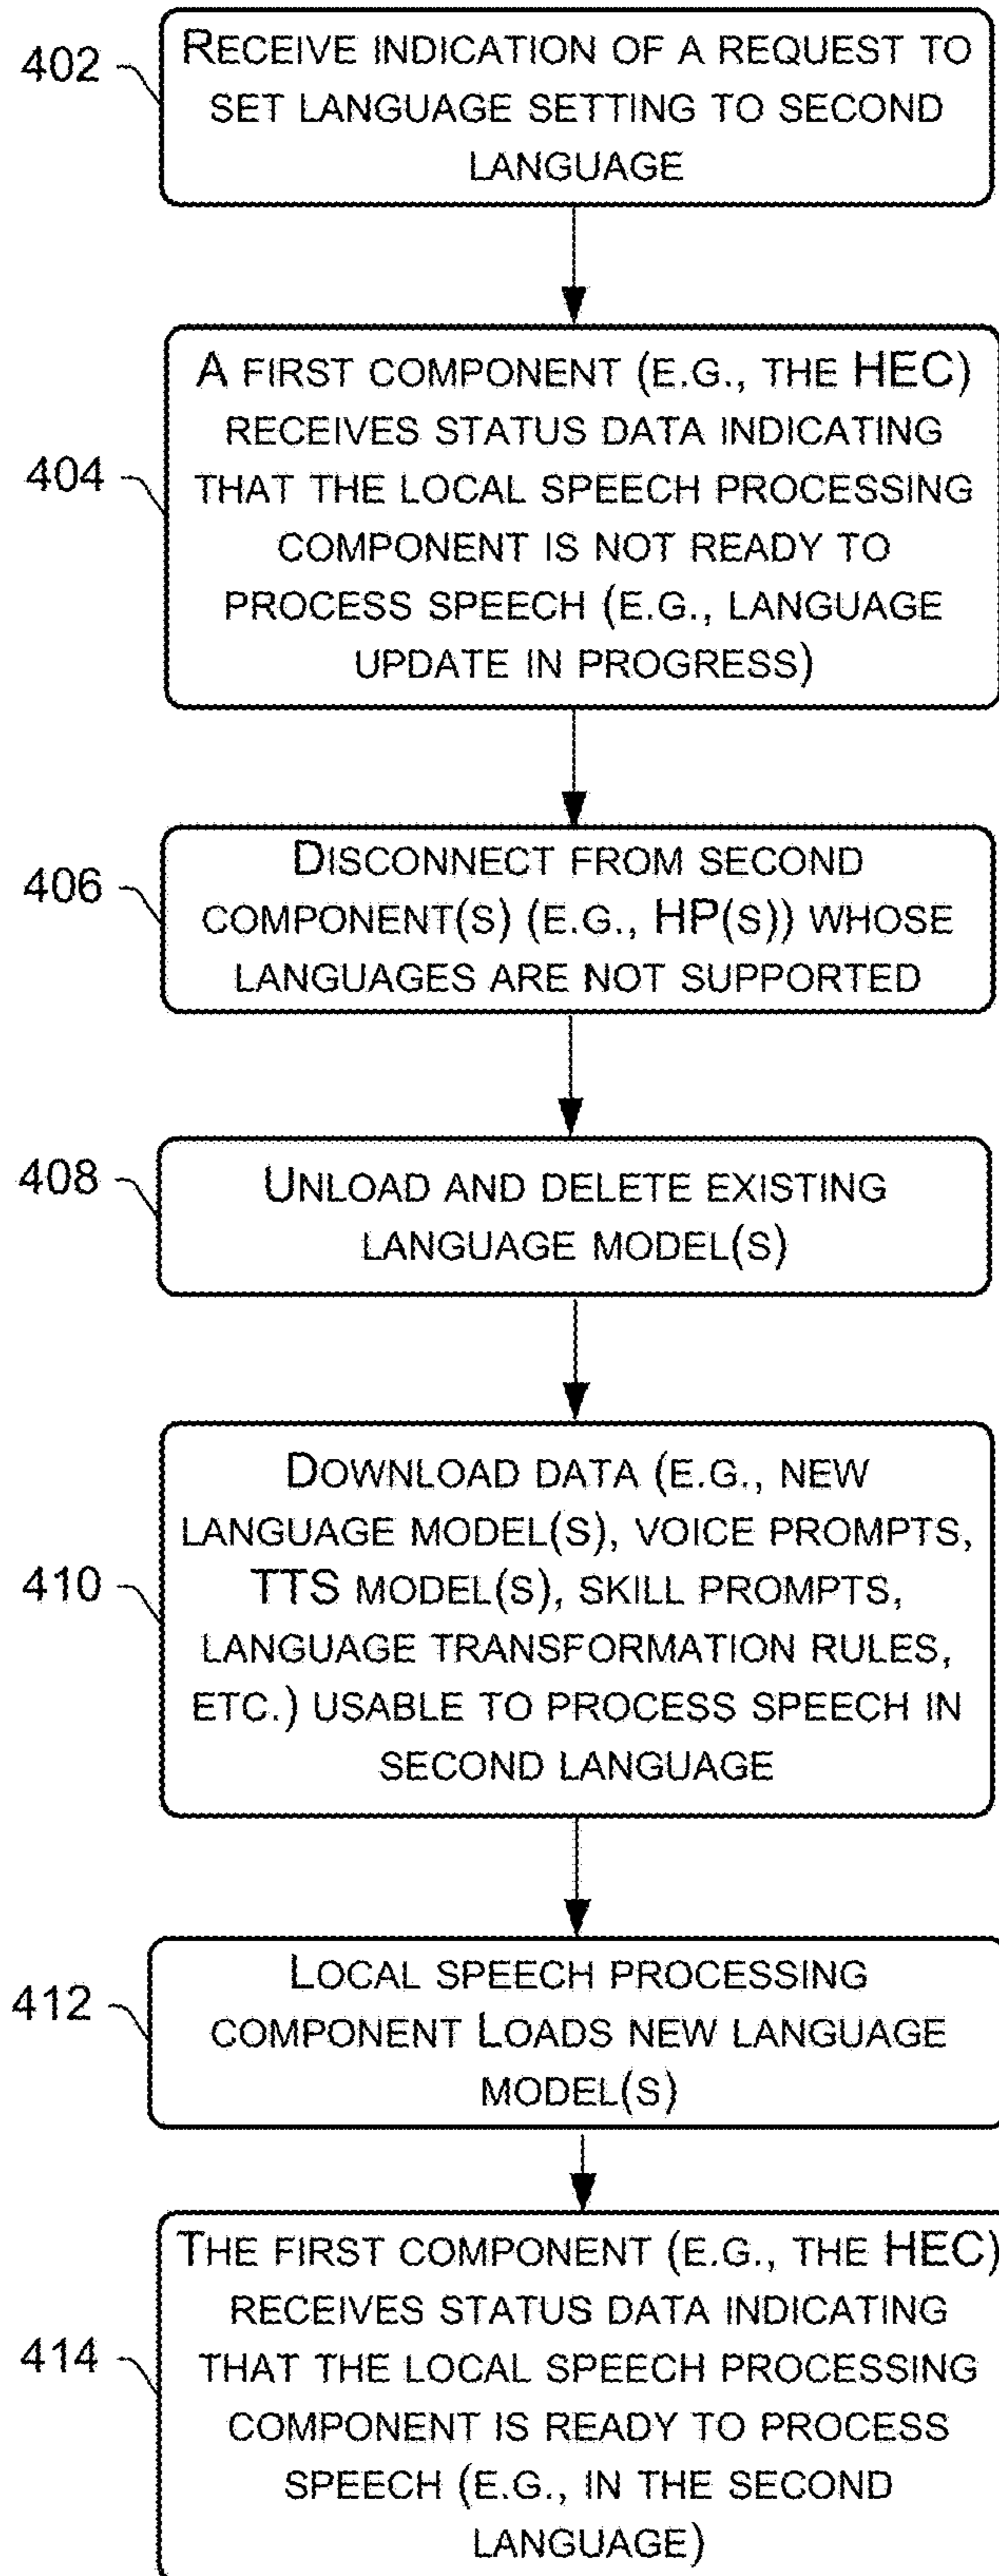 402
RECEIVE INDICATION OF A REQUEST TO
SET LANGUAGE SETTING TO SECOND
LANGUAGE
404
A FIRST COMPONENT (E.G., THE HEC)
RECEIVES STATUS DATA INDICATING
THAT THE LOCAL SPEECH PROCESSING
COMPONENT IS NOT READY TO
PROCESS SPEECH (E.G., LANGUAGE
UPDATE IN PROGRESS)
406
DISCONNECT FROM SECOND
COMPONENT(S) (E.G., HP(S)) WHOSE
LANGUAGES ARE NOT SUPPORTED
408
UNLOAD AND DELETE EXISTING
LANGUAGE MODEL(S)
410
DOWNLOAD DATA (E.G., NEW
LANGUAGE MODEL(S), VOICE PROMPTS,
TTS MODEL(S), SKILL PROMPTS,
LANGUAGE TRANSFORMATION RULES,
ETC.) USABLE TO PROCESS SPEECH IN
SECOND LANGUAGE
412
LOCAL SPEECH PROCESSING
COMPONENT LOADS NEW LANGUAGE
MODEL(S)
414
THE FIRST COMPONENT (E.G., THE HEC)
RECEIVES STATUS DATA INDICATING
THAT THE LOCAL SPEECH PROCESSING
COMPONENT IS READY TO PROCESS
SPEECH (E.G., IN THE SECOND
LANGUAGE)